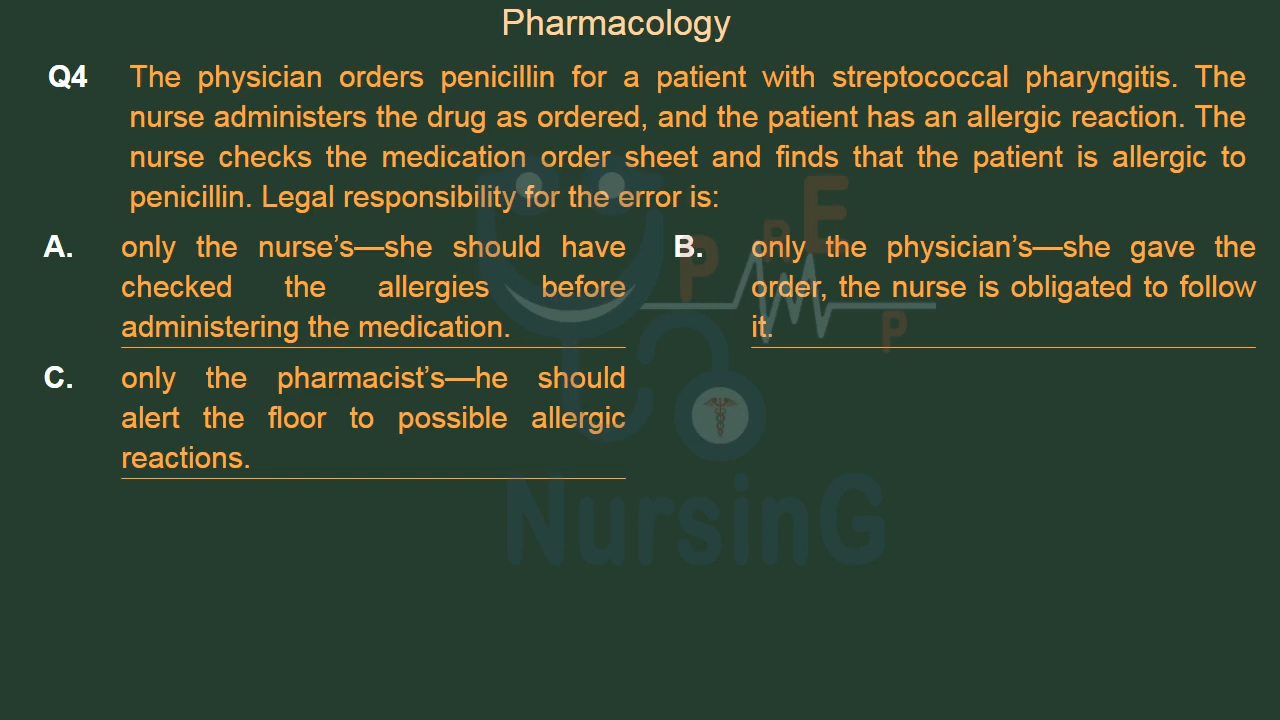 Pharmacology
Q4 The physician orders penicillin for a patient with streptococcal pharyngitis. The
nurse administers the drug as ordered, and the patient has an allergic reaction. The
nurse checks the medication order sheet and finds that the patient is allergic to
penicillin. Legal responsibility for the error is:
A. only the nurse’s—she should have
checked the allergies before
administering the medication.
B. only the physician’s—she gave the
order, the nurse is obligated to follow
it.
C. only the pharmacist’s—he should
alert the floor to possible allergic
reactions.
PREP
NursinG